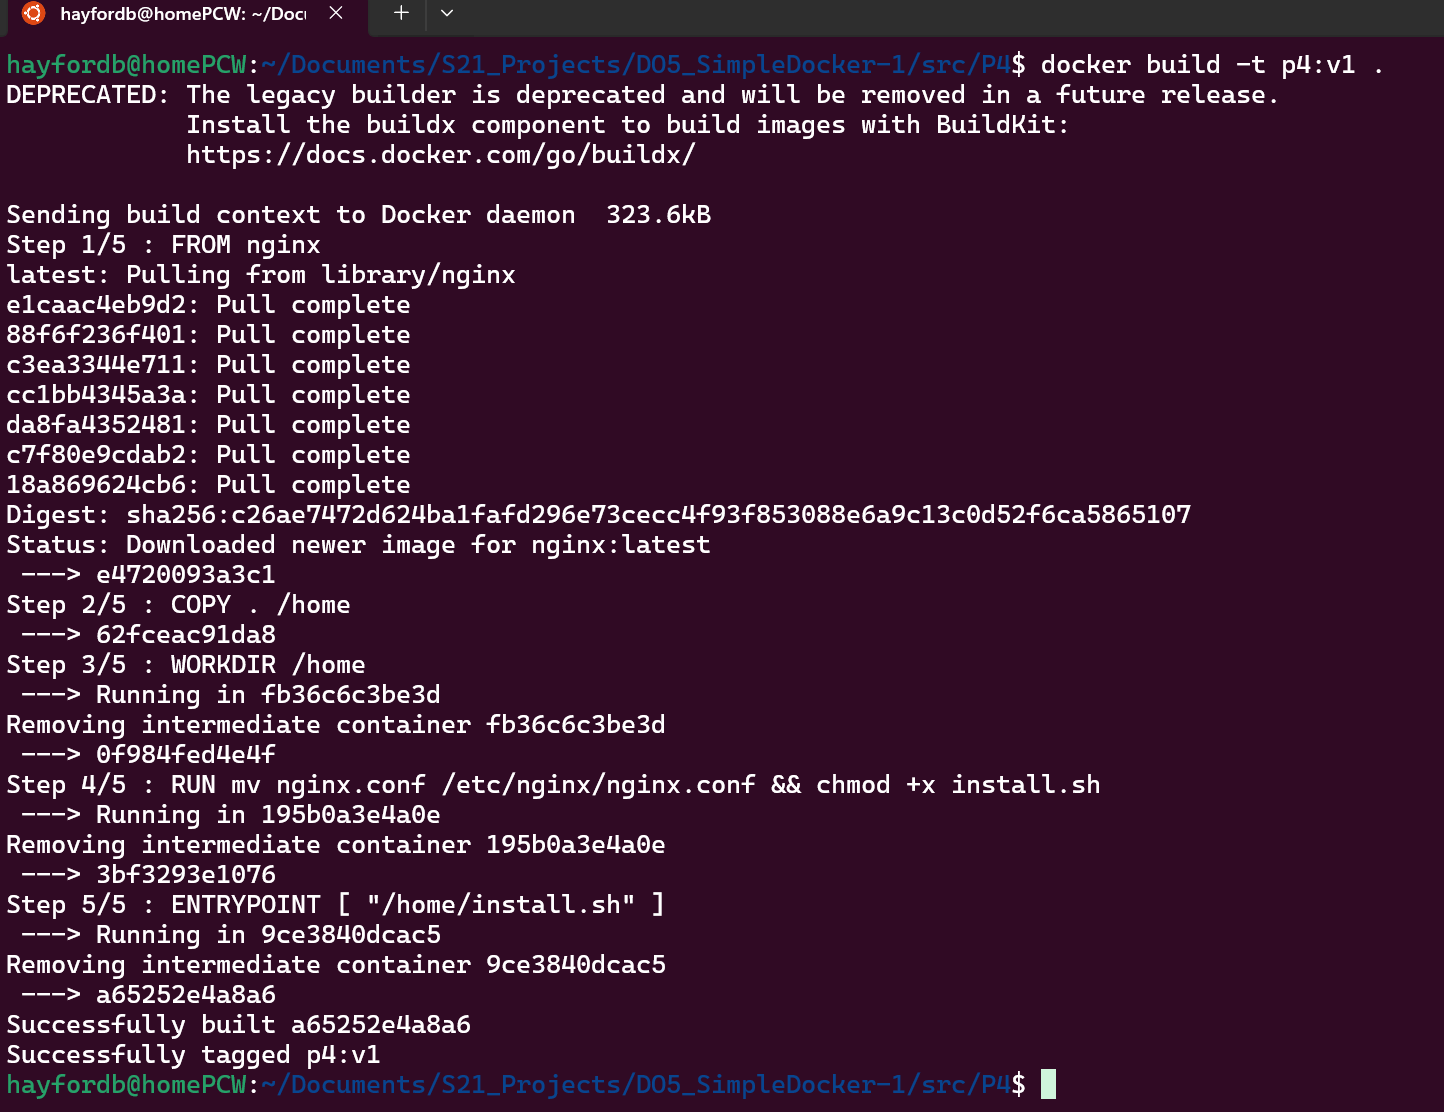 hayfordb@homePCW: ~/Docu
hayfordb@homePCW:~/Documents/S21_Projects/DO5_SimpleDocker-1/src/P4$ docker build -t p4:v1 .
DEPRECATED: The legacy builder is deprecated and will be removed in a future release.
            Install the buildx component to build images with BuildKit:
            https://docs.docker.com/go/buildx/

Sending build context to Docker daemon  323.6kB
Step 1/5 : FROM nginx
latest: Pulling from library/nginx
e1caac4eb9d2: Pull complete
88f6f236f401: Pull complete
c3ea3344e711: Pull complete
cc1bb4345a3a: Pull complete
da8fa4352481: Pull complete
c7f80e9cdab2: Pull complete
18a869624cb6: Pull complete
Digest: sha256:c26ae7472d624ba1fafd296e73cecc4f93f853088e6a9c13c0d52f6ca5865107
Status: Downloaded newer image for nginx:latest
 ---> e4720093a3c1
Step 2/5 : COPY . /home
 ---> 62fceac91da8
Step 3/5 : WORKDIR /home
 ---> Running in fb36c6c3be3d
Removing intermediate container fb36c6c3be3d
 ---> 0f984fed4e4f
Step 4/5 : RUN mv nginx.conf /etc/nginx/nginx.conf && chmod +x install.sh
 ---> Running in 195b0a3e4a0e
Removing intermediate container 195b0a3e4a0e
 ---> 3bf3293e1076
Step 5/5 : ENTRYPOINT [ "/home/install.sh" ]
 ---> Running in 9ce3840dcac5
Removing intermediate container 9ce3840dcac5
 ---> a65252e4a8a6
Successfully built a65252e4a8a6
Successfully tagged p4:v1
hayfordb@homePCW:~/Documents/S21_Projects/DO5_SimpleDocker-1/src/P4$